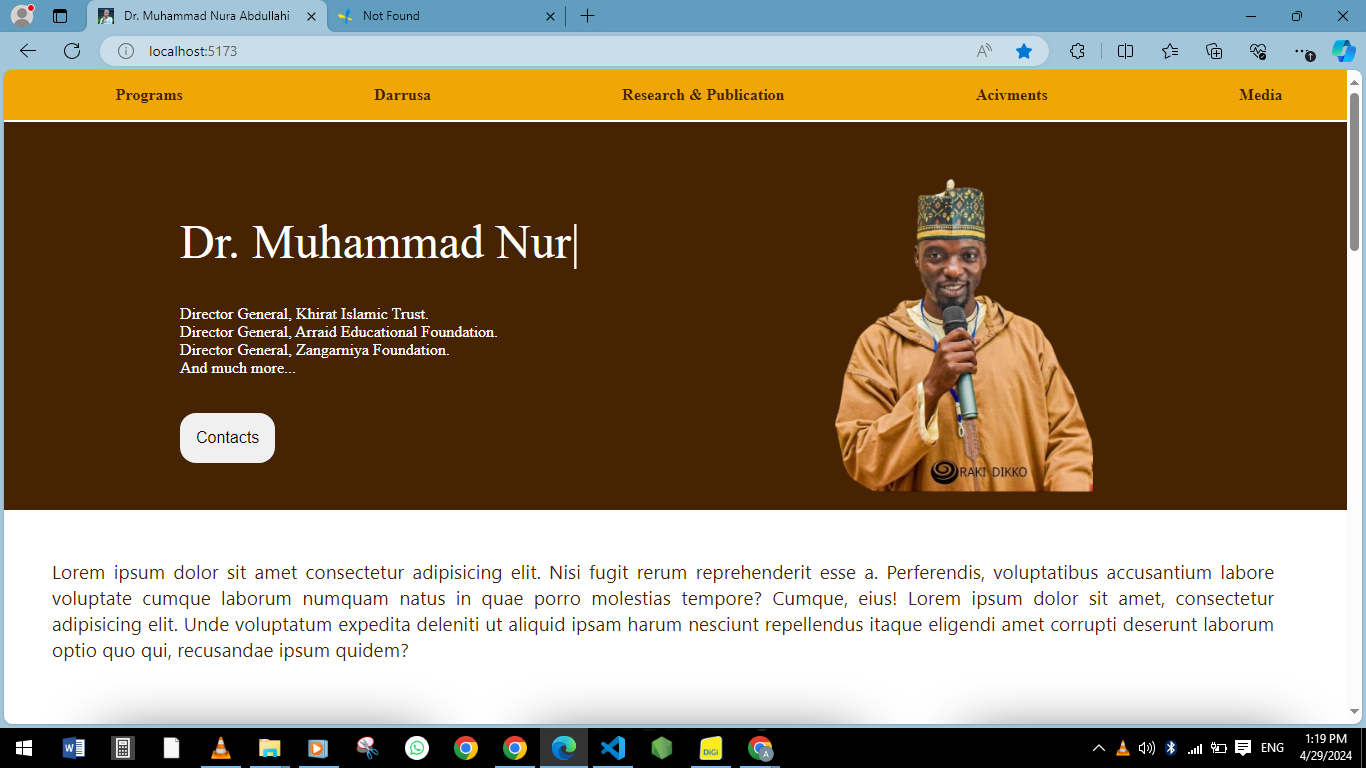 Dr. Muhammad Nura Abdullahi
Not Found
localhost:5173
Programs Darrusa Research & Publication Acivments Media
Dr. Muhammad Nur|
Director General, Khirat Islamic Trust.
Director General, Arraid Educational Foundation.
Director General, Zangarniya Foundation.
And much more...
Contacts
RAKI DIKKO
Lorem ipsum dolor sit amet consectetur adipisicing elit. Nisi fugit rerum reprehenderit esse a. Perferendis, voluptatibus accusantium labore
voluptate cumque laborum numquam natus in quae porro molestias tempore? Cumque, eius! Lorem ipsum dolor sit amet, consectetur
adipisicing elit. Unde voluptatum expedita deleniti ut aliquid ipsam harum nesciunt repellendus itaque eligendi amet corrupti deserunt laborum
optio quo qui, recusandae ipsum quidem?
DiGi
A
ENG
1:19 PM
4/29/2024